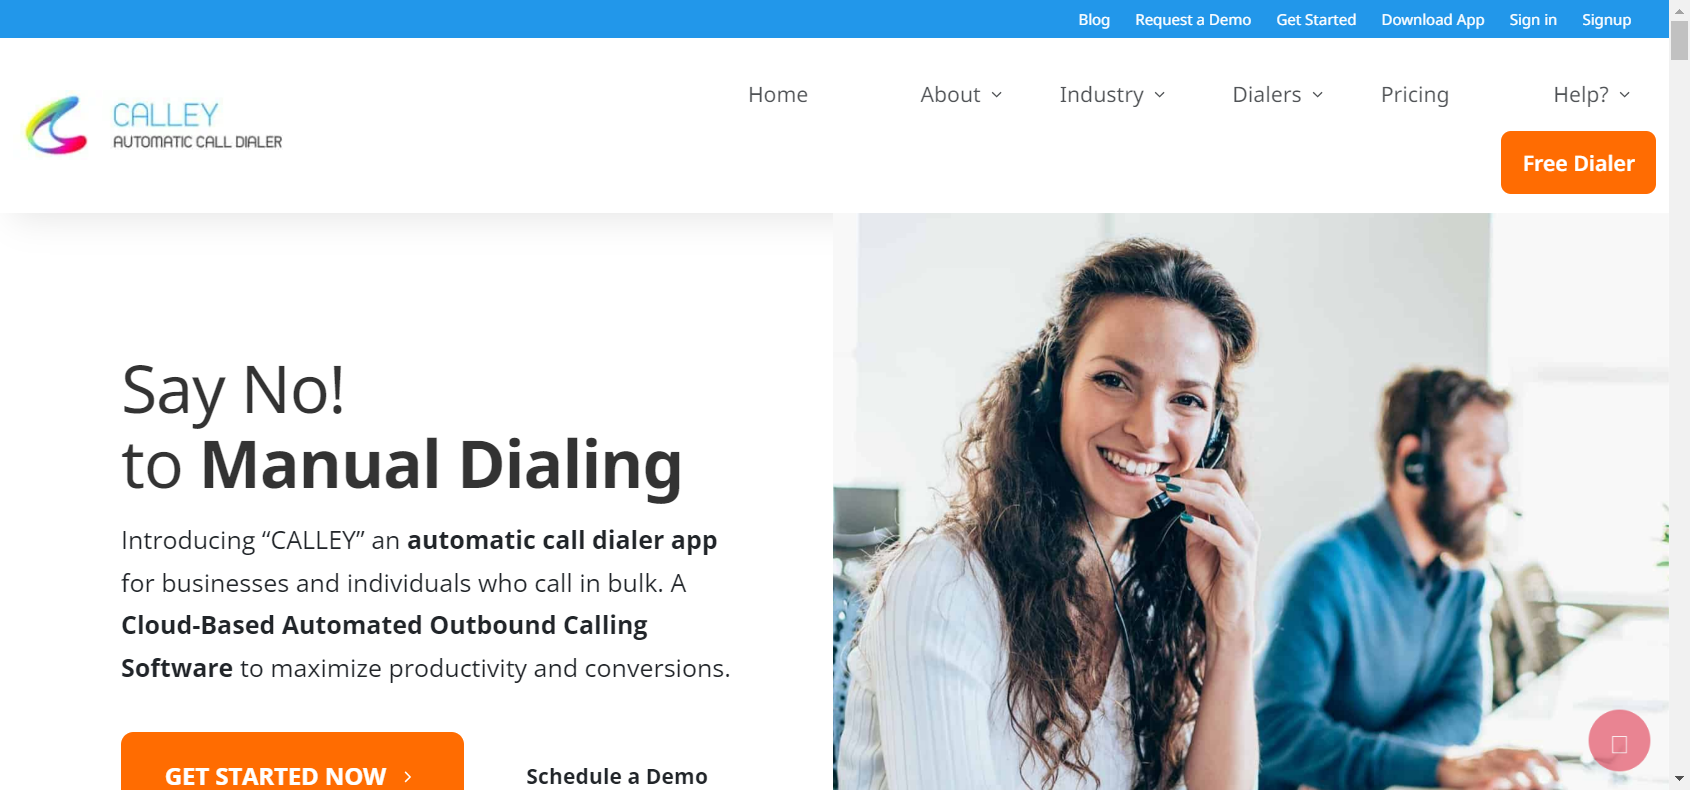 Blog Request a Demo Get Started Download App Sign in Signup
CALLEY
AUTOMATIC CALL DIALER
Home About Industry Dialers Pricing Help?
Free Dialer
Say No!
to Manual Dialing
Introducing “CALLEY” an automatic call dialer app
for businesses and individuals who call in bulk. A
Cloud-Based Automated Outbound Calling
Software to maximize productivity and conversions.
GET STARTED NOW
Schedule a Demo